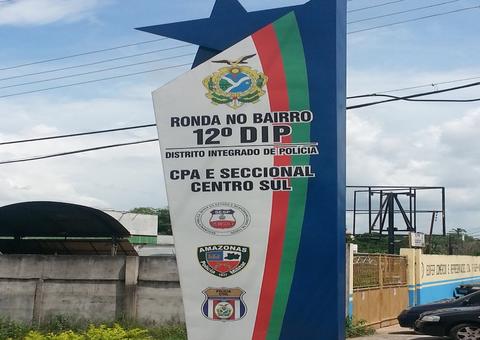 RONDA NO BAIRRO
12º DIP
DISTRITO INTEGRADO DE POLÍCIA
CPA E SECCIONAL
CENTRO SUL
AMAZONAS